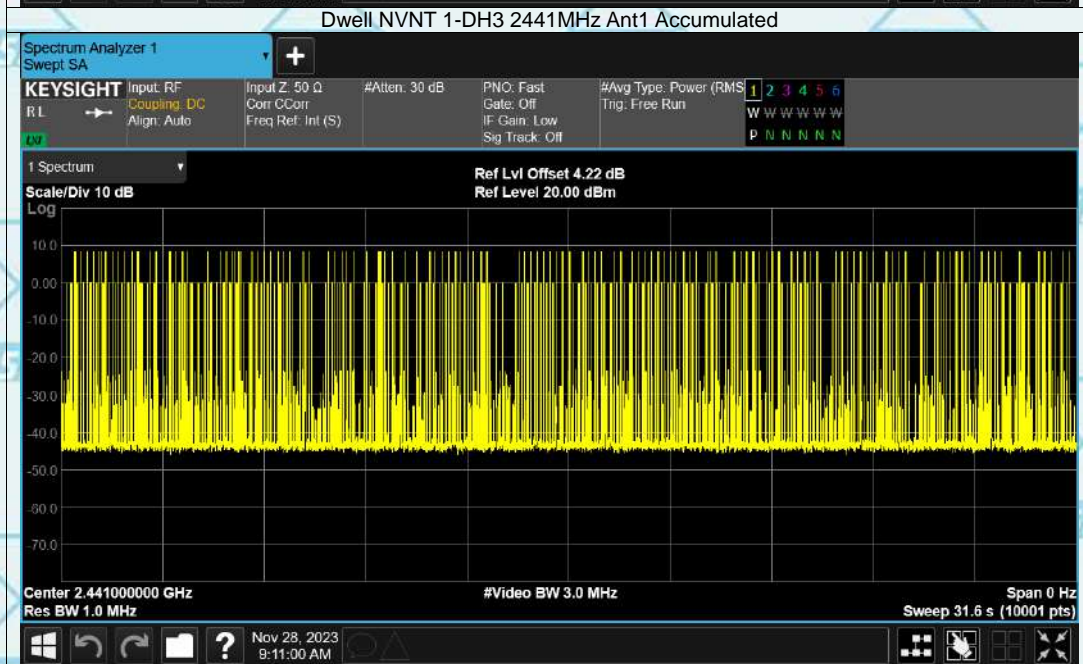 Dwell NVNT 1-DH3 2441MHz Ant1 Accumulated
Spectrum Analyzer 1
Swept SA
+
KEYSIGHT
RL
LXI
Input: RF
Coupling: DC
Align: Auto
Input Z: 50 Ω
Corr CCorr
Freq Ref: Int (S)
#Atten: 30 dB
PNO: Fast
Gate: Off
IF Gain: Low
Sig Track: Off
#Avg Type: Power (RMS
Trig: Free Run
1 2 3 4 5 6
W W W W W W
P N N N N N
1 Spectrum
Scale/Div 10 dB
Ref Lvl Offset 4.22 dB
Ref Level 20.00 dBm
Log
10.0
0.00
-10.0
-20.0
-30.0
-40.0
-50.0
-60.0
-70.0
Center 2.441000000 GHz
#Video BW 3.0 MHz
Span 0 Hz
Res BW 1.0 MHz
Sweep 31.6 s (10001 pts)
?
Nov 28, 2023
9:11:00 AM